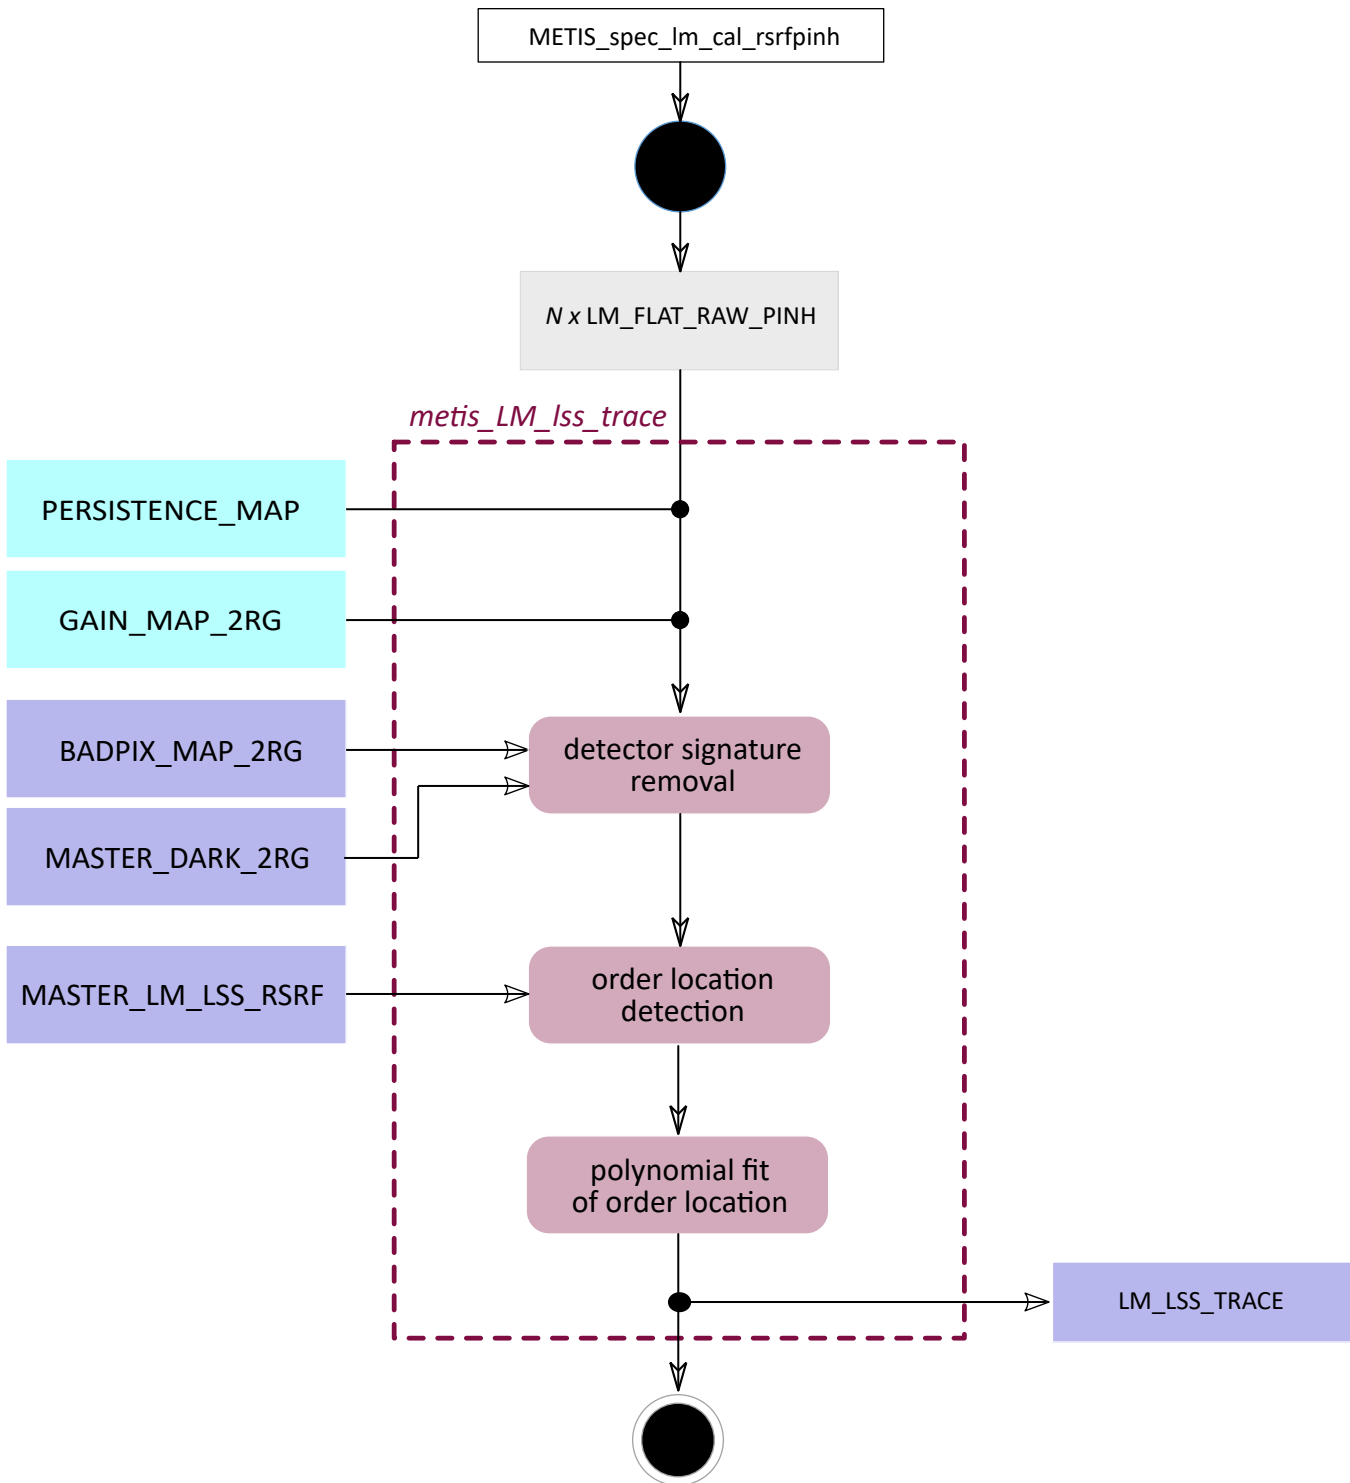 METIS_spec_lm_cal_rsrfpinh
N x LM_FLAT_RAW_PINH
metis_LM_lss_trace
PERSISTENCE_MAP
GAIN_MAP_2RG
BADPIX_MAP_2RG
detector signature
removal
MASTER_DARK_2RG
MASTER_LM_LSS_RSRF
order location
detection
polynomial fit
of order location
LM_LSS_TRACE